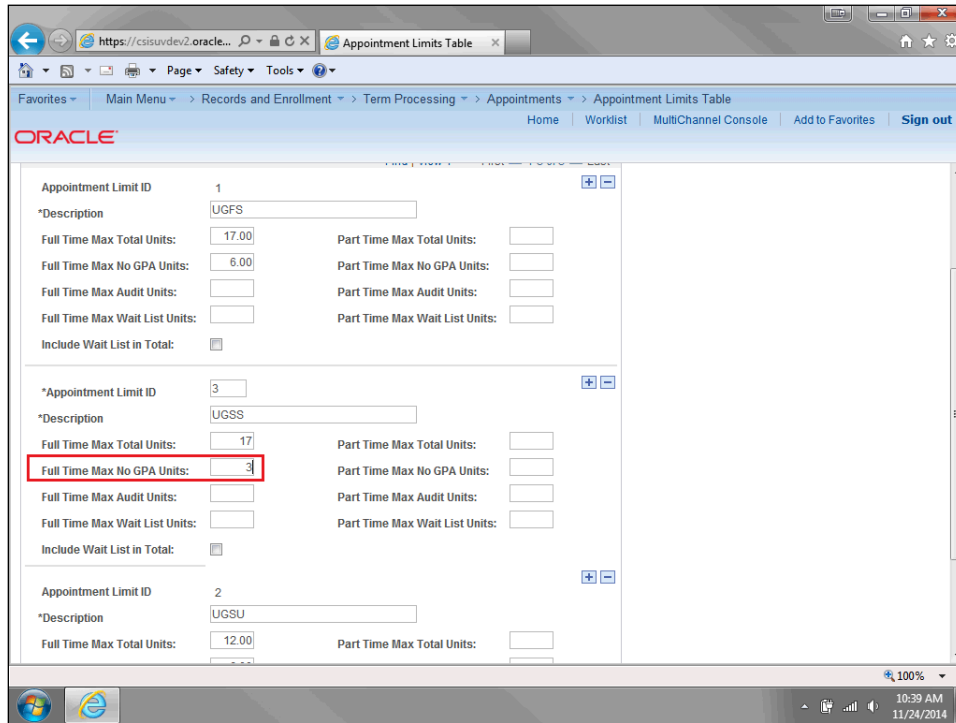 https://csisuvdev2.oracle... Appointment Limits Table
Page Safety Tools
Favorites Main Menu > Records and Enrollment > Term Processing > Appointments > Appointment Limits Table
Home Worklist MultiChannel Console Add to Favorites Sign out
ORACLE
Appointment Limit ID 1
*Description UGFS
Full Time Max Total Units: 17.00 Part Time Max Total Units:
Full Time Max No GPA Units: 6.00 Part Time Max No GPA Units:
Full Time Max Audit Units: Part Time Max Audit Units:
Full Time Max Wait List Units: Part Time Max Wait List Units:
Include Wait List in Total:
*Appointment Limit ID 3
*Description UGSS
Full Time Max Total Units: 17 Part Time Max Total Units:
Full Time Max No GPA Units: 3 Part Time Max No GPA Units:
Full Time Max Audit Units: Part Time Max Audit Units:
Full Time Max Wait List Units: Part Time Max Wait List Units:
Include Wait List in Total:
Appointment Limit ID 2
*Description UGSU
Full Time Max Total Units: 12.00 Part Time Max Total Units:
100%
10:39 AM
11/24/2014